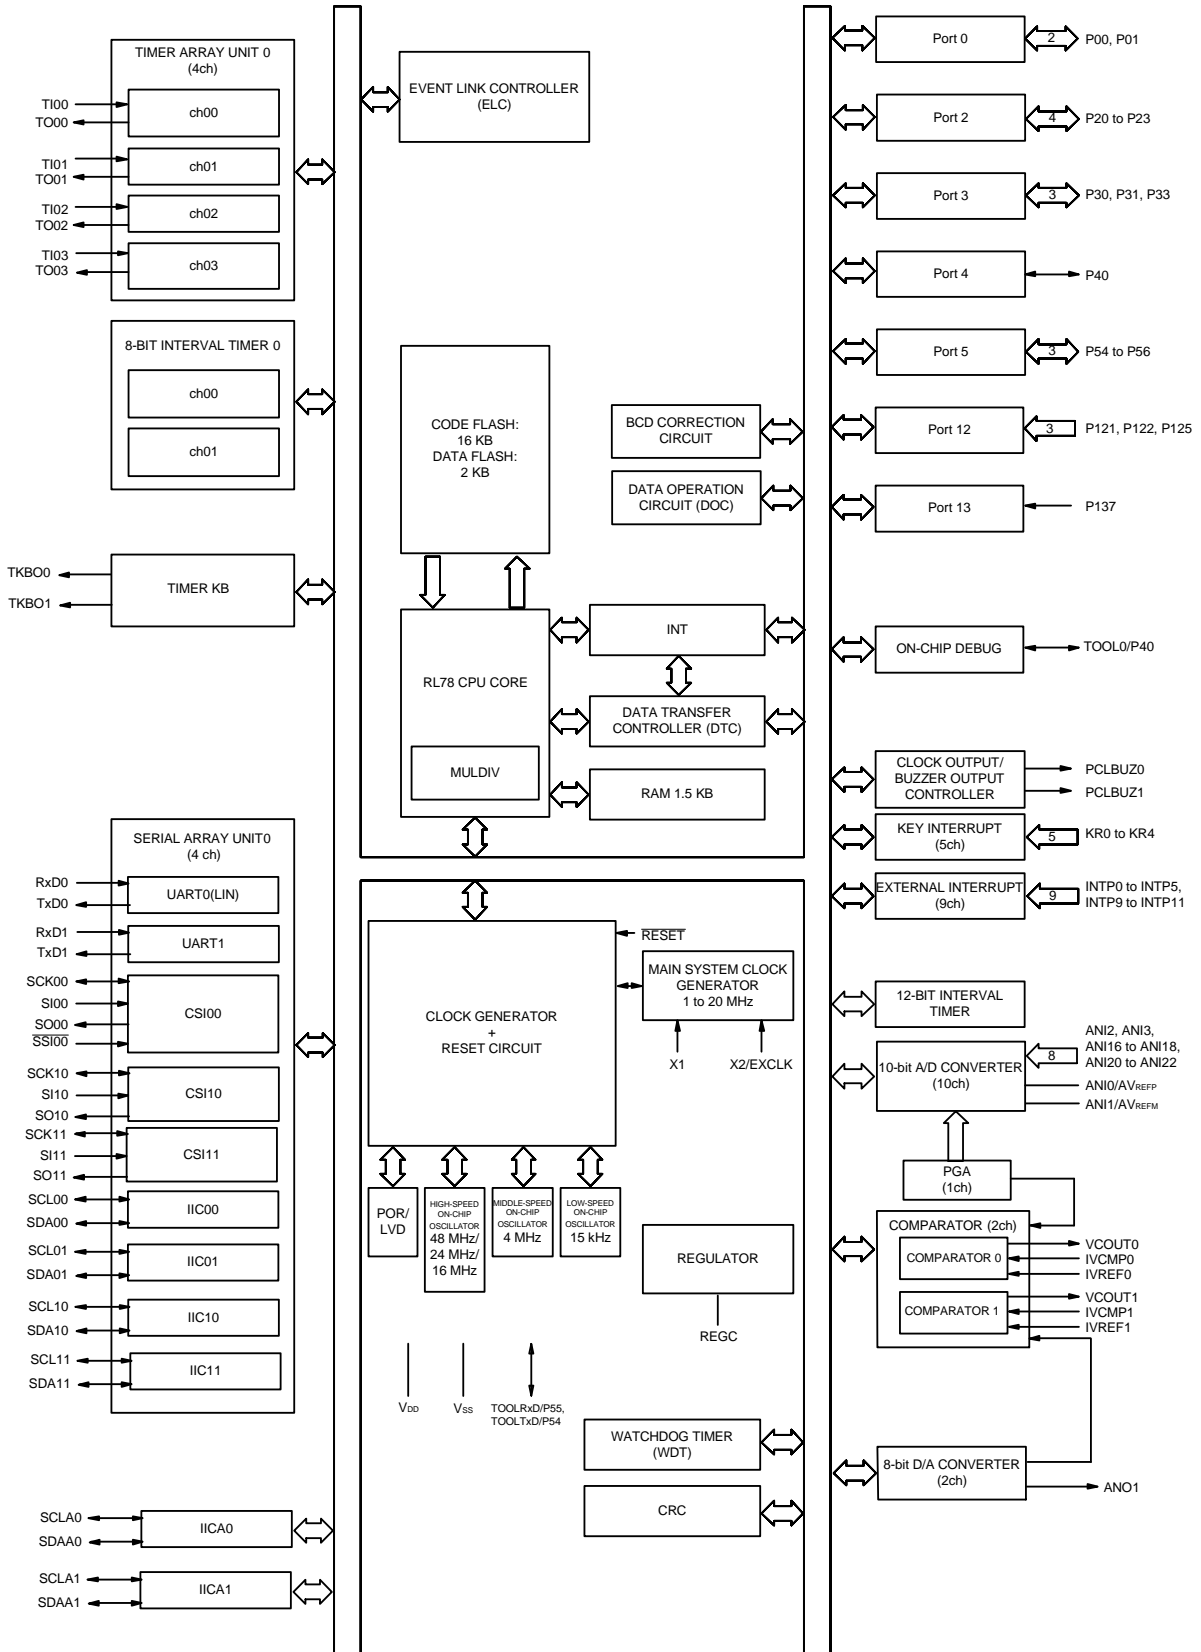 TIMER ARRAY UNIT 0
(4ch)
TI00
TO00
ch00
TI01
TO01
ch01
TI02
TO02
ch02
TI03
TO03
ch03
8-BIT INTERVAL TIMER 0
ch00
ch01
TKBO0
TKBO1
TIMER KB
SERIAL ARRAY UNIT0
(4 ch)
RxD0
TxD0
UART0(LIN)
RxD1
TxD1
UART1
SCK00
SI00
SO00
SSI00
CSI00
SCK10
SI10
SO10
CSI10
SCK11
SI11
SO11
CSI11
SCL00
SDA00
IIC00
SCL01
SDA01
IIC01
SCL10
SDA10
IIC10
SCL11
SDA11
IIC11
SCLA0
SDAA0
IICA0
SCLA1
SDAA1
IICA1
EVENT LINK CONTROLLER
(ELC)
CODE FLASH:
16 KB
DATA FLASH:
2 KB
BCD CORRECTION
CIRCUIT
DATA OPERATION
CIRCUIT (DOC)
RL78 CPU CORE
MULDIV
INT
DATA TRANSFER
CONTROLLER (DTC)
RAM 1.5 KB
CLOCK GENERATOR
+
RESET CIRCUIT
RESET
MAIN SYSTEM CLOCK
GENERATOR
1 to 20 MHz
X1
X2/EXCLK
POR/
LVD
HIGH-SPEED
ON-CHIP
OSCILLATOR
48 MHz/
24 MHz/
16 MHz
MIDDLE-SPEED
ON-CHIP
OSCILLATOR
4 MHz
LOW-SPEED
ON-CHIP
OSCILLATOR
15 kHz
REGULATOR
REGC
VDD
VSS
TOOLRxD/P55,
TOOLTxD/P54
WATCHDOG TIMER
(WDT)
CRC
Port 0
2
P00, P01
Port 2
4
P20 to P23
Port 3
3
P30, P31, P33
Port 4
P40
Port 5
3
P54 to P56
Port 12
3
P121, P122, P125
Port 13
P137
ON-CHIP DEBUG
TOOL0/P40
CLOCK OUTPUT/
BUZZER OUTPUT
CONTROLLER
PCLBUZ0
PCLBUZ1
KEY INTERRUPT
(5ch)
5
KR0 to KR4
EXTERNAL INTERRUPT
(9ch)
9
INTP0 to INTP5,
INTP9 to INTP11
12-BIT INTERVAL
TIMER
10-bit A/D CONVERTER
(10ch)
8
ANI2, ANI3,
ANI16 to ANI18,
ANI20 to ANI22
ANI0/AVREFP
ANI1/AVREFM
PGA
(1ch)
COMPARATOR (2ch)
COMPARATOR 0
VCOUT0
IVCMP0
IVREF0
COMPARATOR 1
VCOUT1
IVCMP1
IVREF1
8-bit D/A CONVERTER
(2ch)
ANO1